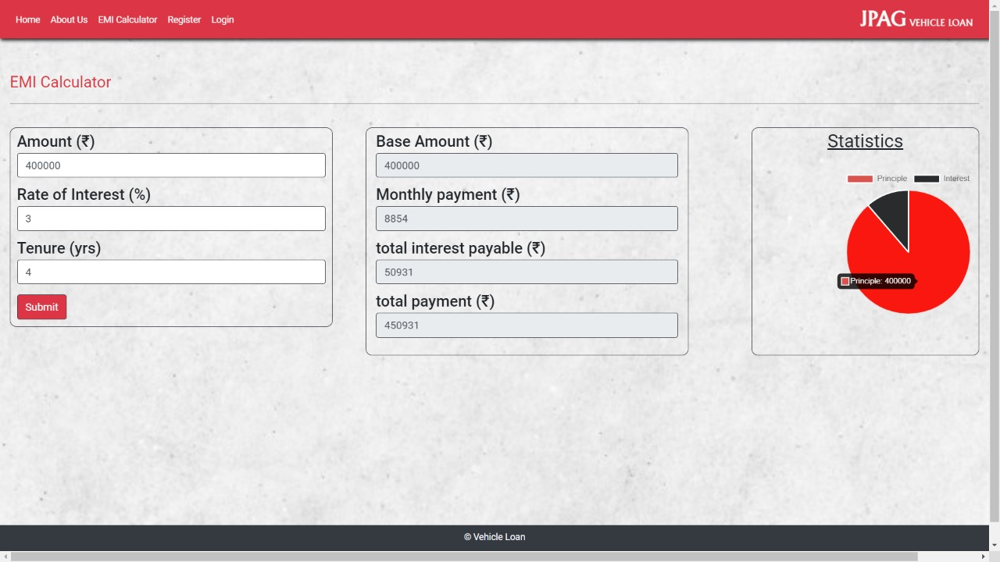 Home About Us EMI Calculator Register Login
JPAG VEHICLE LOAN
EMI Calculator
Amount (₹)
400000
Rate of Interest (%)
3
Tenure (yrs)
4
Submit
Base Amount (₹)
400000
Monthly payment (₹)
8854
total interest payable (₹)
50931
total payment (₹)
450931
Statistics
Principle Interest
Principle: 400000
© Vehicle Loan